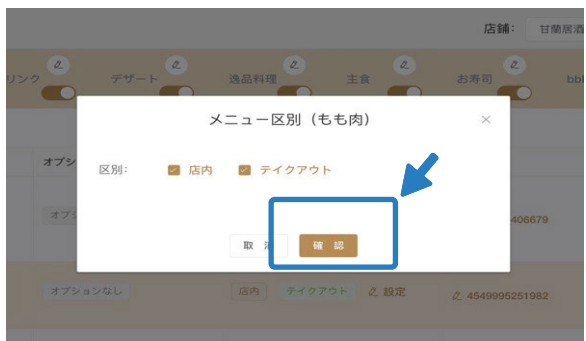 店舗: 甘蘭居酒
リンク デザート 逸品料理 主食 お寿司
メニュー区別 (もも肉) ×
オプシ
区別: 店内 テイクアウト
オプシ 406679
取 確 認
オプションなし 店内 テイクアウト 設定 4549995251982